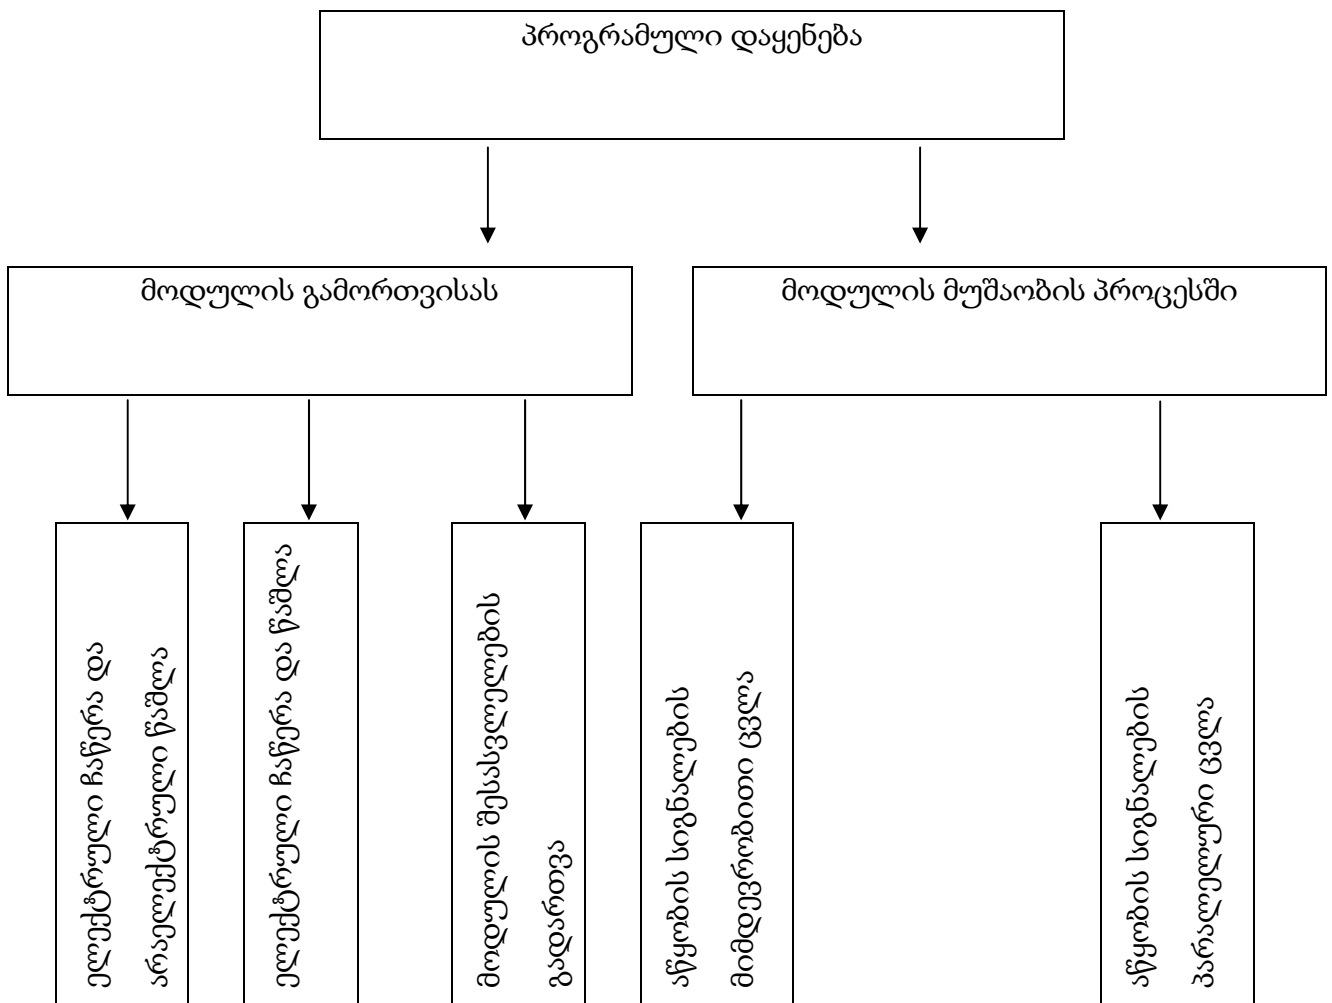 პროგრამული დაყენება
მოდულის გამორთვისას
მოდულის მუშაობის პროცესში
ელექტრული ჩაწერა და
არაელექტრული წაშლა
ელექტრული ჩაწერა და წაშლა
მოდულის შესასვლელების
გადართვა
აწყობის სიგნალების
მიმდევრობითი ცვლა
აწყობის სიგნალების
პარალელური ცვლა